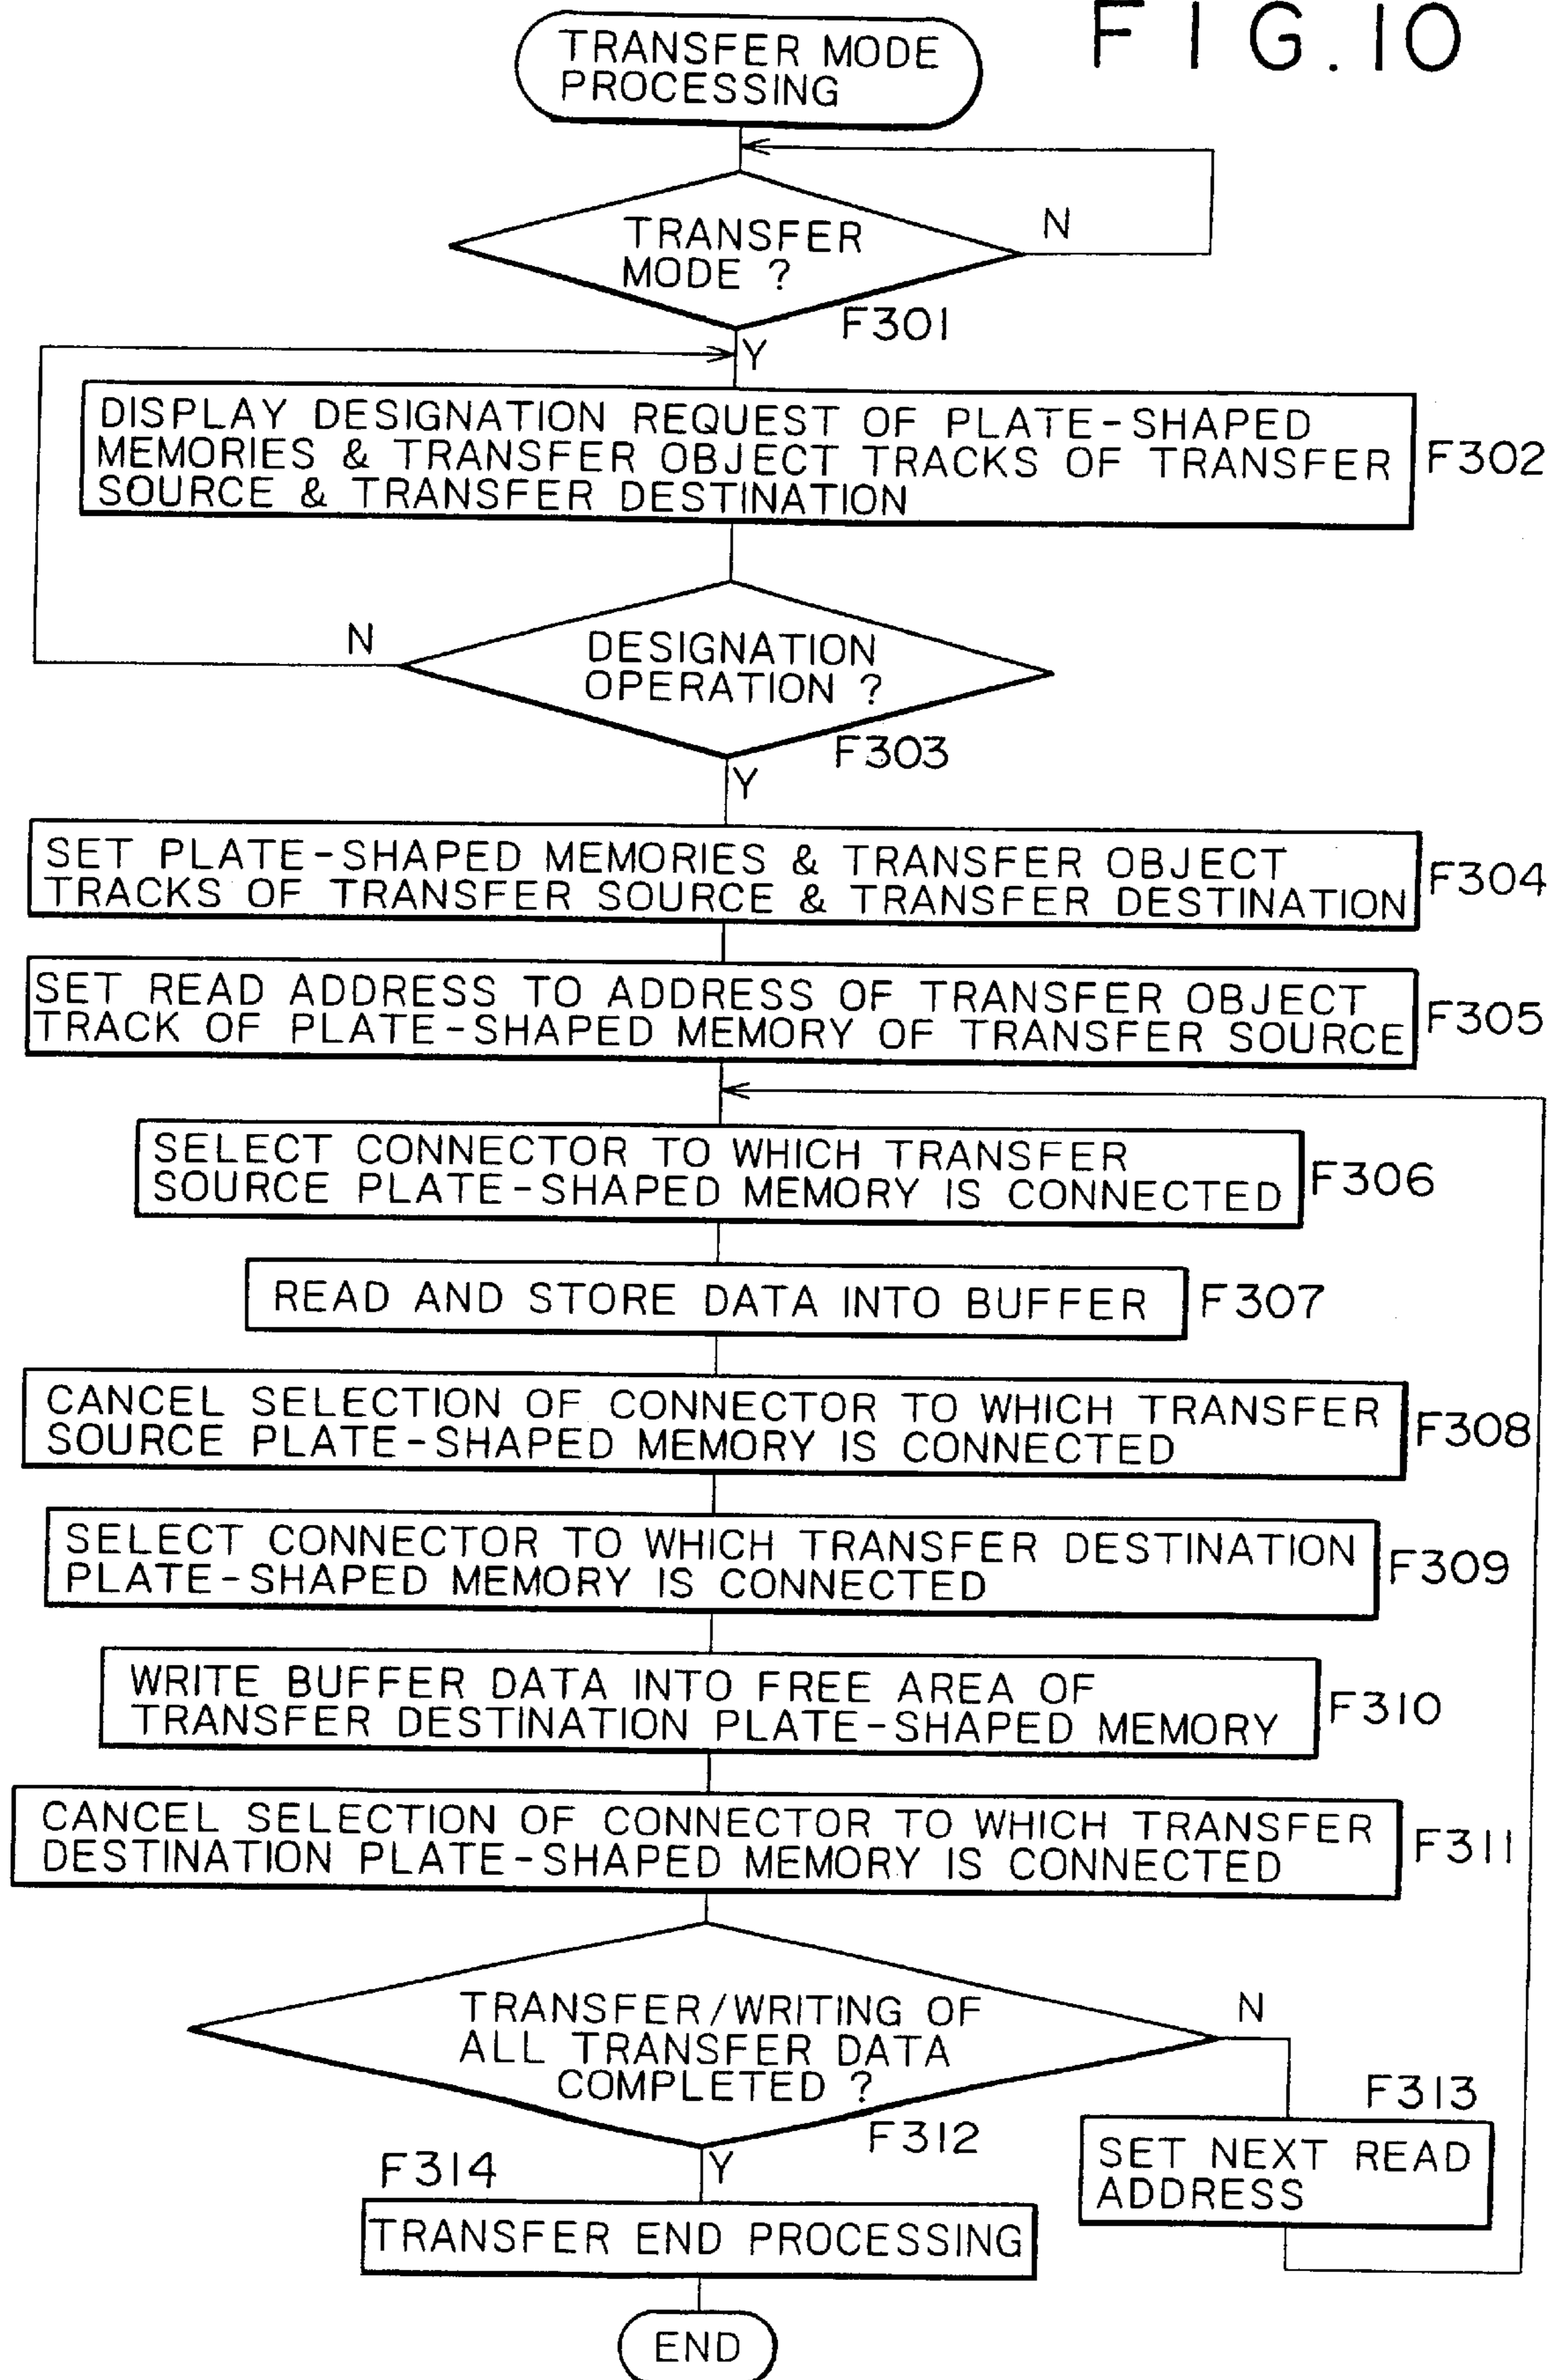 FIG.10
TRANSFER MODE
PROCESSING
TRANSFER
MODE ?
N
F301
Y
DISPLAY DESIGNATION REQUEST OF PLATE-SHAPED
MEMORIES & TRANSFER OBJECT TRACKS OF TRANSFER
SOURCE & TRANSFER DESTINATION
F302
N
DESIGNATION
OPERATION ?
F303
Y
SET PLATE-SHAPED MEMORIES & TRANSFER OBJECT
TRACKS OF TRANSFER SOURCE & TRANSFER DESTINATION
F304
SET READ ADDRESS TO ADDRESS OF TRANSFER OBJECT
TRACK OF PLATE-SHAPED MEMORY OF TRANSFER SOURCE
F305
SELECT CONNECTOR TO WHICH TRANSFER
SOURCE PLATE-SHAPED MEMORY IS CONNECTED
F306
READ AND STORE DATA INTO BUFFER
F307
CANCEL SELECTION OF CONNECTOR TO WHICH TRANSFER
SOURCE PLATE-SHAPED MEMORY IS CONNECTED
F308
SELECT CONNECTOR TO WHICH TRANSFER DESTINATION
PLATE-SHAPED MEMORY IS CONNECTED
F309
WRITE BUFFER DATA INTO FREE AREA OF
TRANSFER DESTINATION PLATE-SHAPED MEMORY
F310
CANCEL SELECTION OF CONNECTOR TO WHICH TRANSFER
DESTINATION PLATE-SHAPED MEMORY IS CONNECTED
F311
TRANSFER/WRITING OF
ALL TRANSFER DATA
COMPLETED ?
N
F312
Y
F313
SET NEXT READ
ADDRESS
F314
TRANSFER END PROCESSING
END